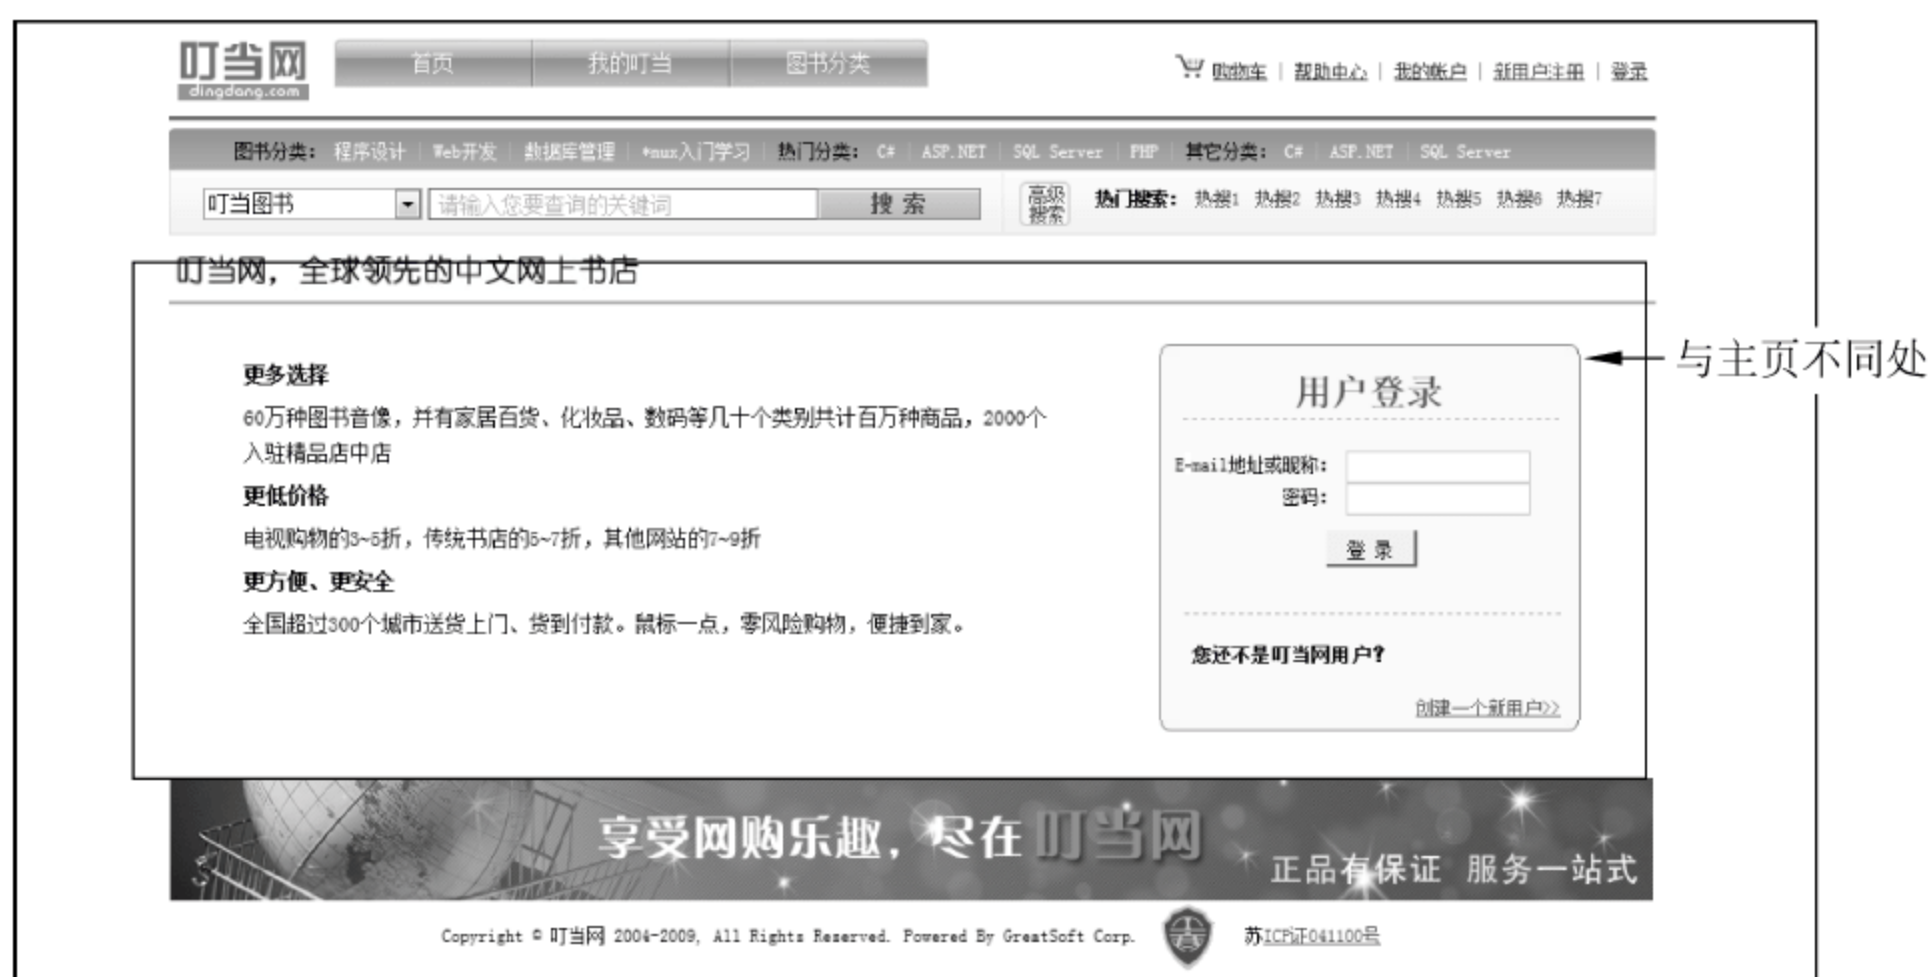 叮当网 首页 我的叮当 图书分类 购物车 | 帮助中心 | 我的帐户 | 新用户注册 | 登录
dingdang.com
图书分类： 程序设计 | Web开发 | 数据库管理 | *nux入门学习 热门分类： C# | ASP.NET | SQL Server | PHP 其它分类： C# | ASP.NET | SQL Server
叮当图书 请输入您要查询的关键词 搜 索 高级搜索 热门搜索： 热搜1 热搜2 热搜3 热搜4 热搜5 热搜6 热搜7
叮当网，全球领先的中文网上书店
与主页不同处
更多选择
60万种图书音像，并有家居百货、化妆品、数码等几十个类别共计百万种商品，2000个
入驻精品店中店
更低价格
电视购物的3~5折，传统书店的5~7折，其他网站的7~9折
更方便、更安全
全国超过300个城市送货上门、货到付款。鼠标一点，零风险购物，便捷到家。
用户登录
E-mail地址或昵称：
密码：
登 录
您还不是叮当网用户？
创建一个新用户>>
享受网购乐趣，尽在叮当网
正品有保证 服务一站式
Copyright © 叮当网 2004-2009, All Rights Reserved. Powered By GreatSoft Corp. 苏ICP证041100号